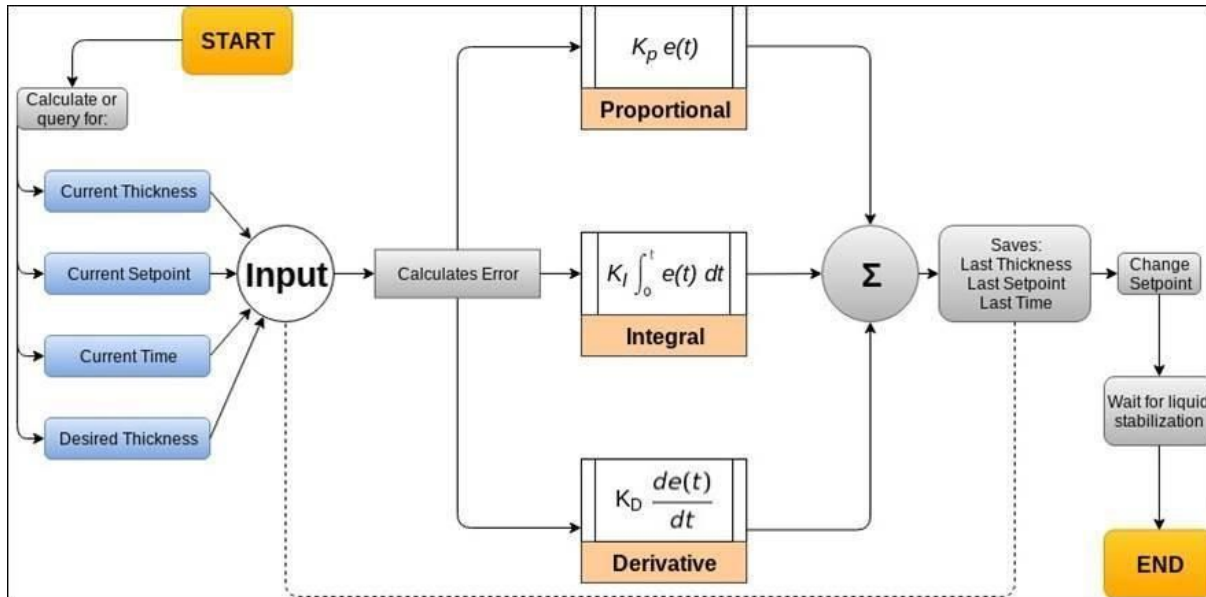 START
Calculate or
query for:
Current Thickness
Current Setpoint
Current Time
Desired Thickness
Input
Calculates Error
K_p e(t)
Proportional
K_I ∫_0^t e(t) dt
Integral
K_D de(t)/dt
Derivative
Σ
Saves:
Last Thickness
Last Setpoint
Last Time
Change
Setpoint
Wait for liquid
stabilization
END